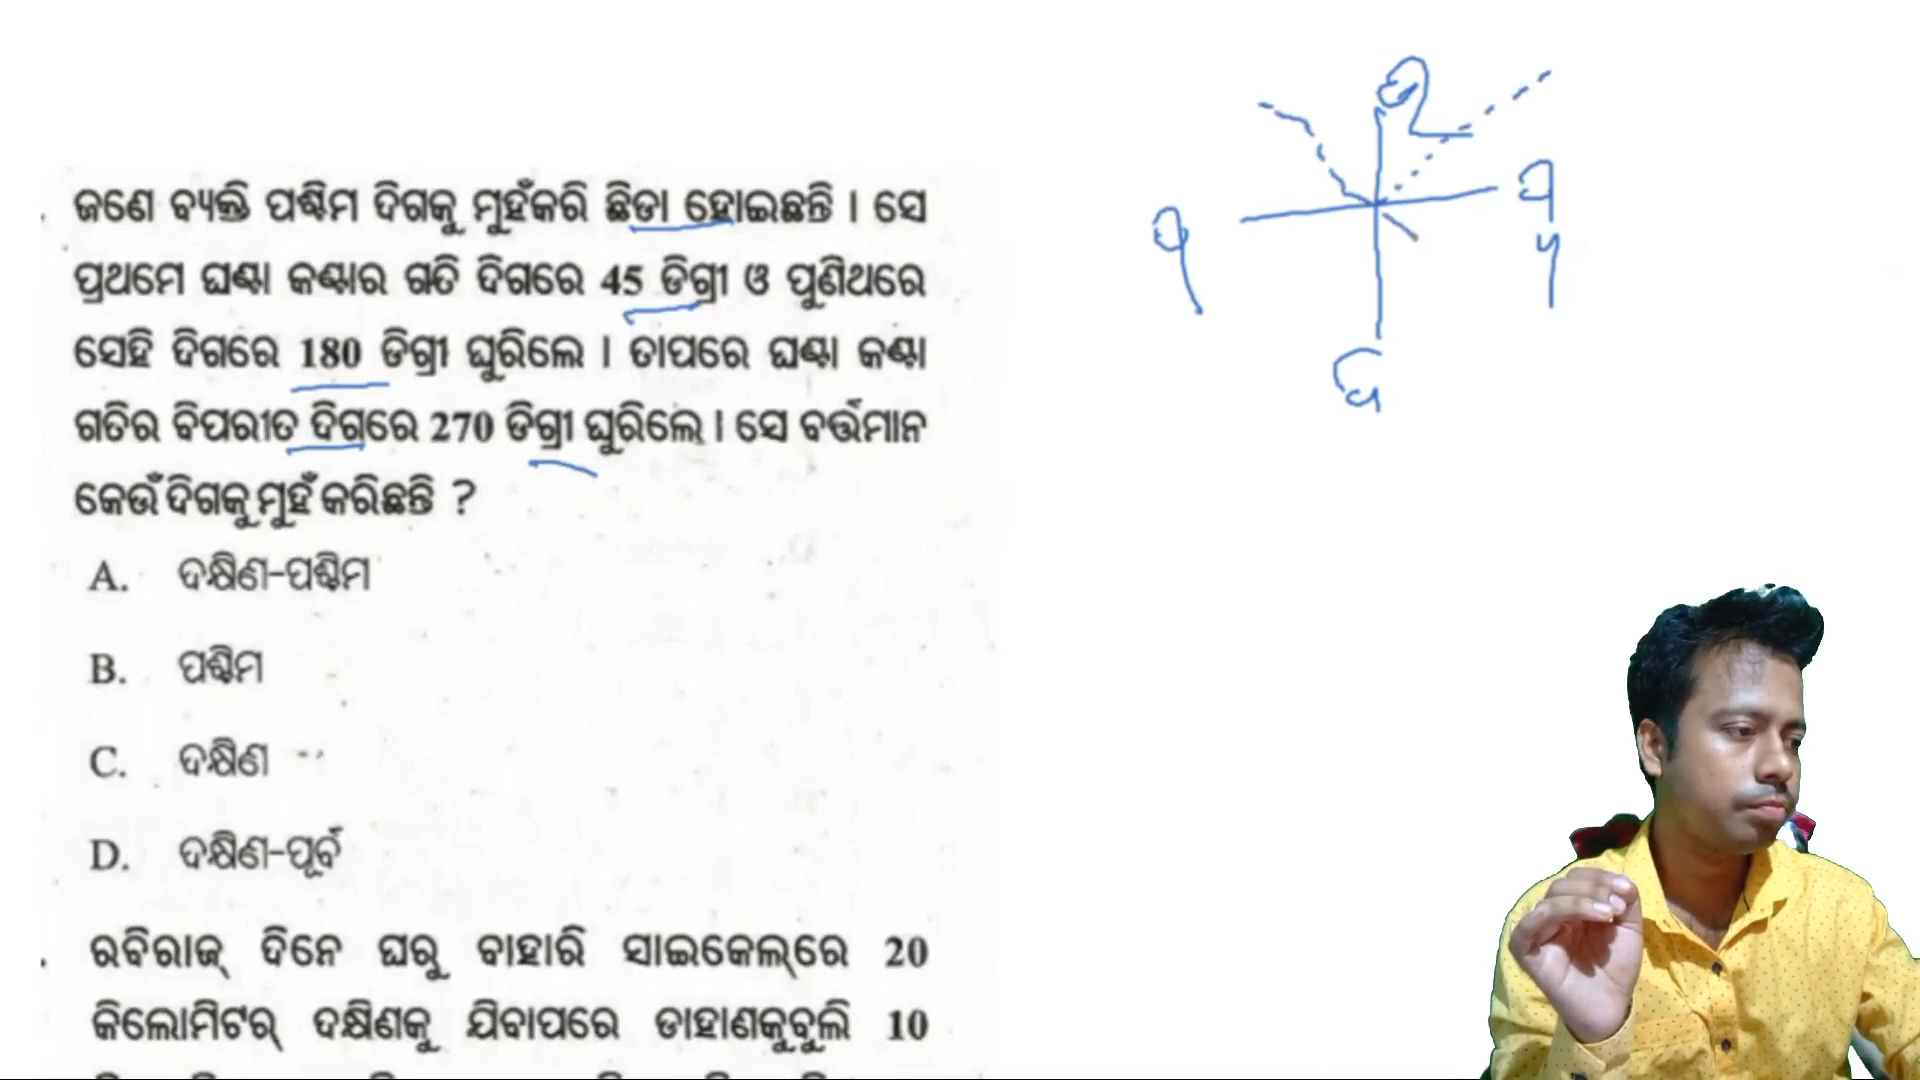 ଜଣେ ବ୍ୟକ୍ତି ପଶ୍ଚିମ ଦିଗକୁ ମୁହଁକରି ଛିଡା ହୋଇଛନ୍ତି । ସେ
ପ୍ରଥମେ ଘଣ୍ଟା କଣ୍ଟାର ଗତି ଦିଗରେ 45 ଡିଗ୍ରୀ ଓ ପୁଣିଥରେ
ସେହି ଦିଗରେ 180 ଡିଗ୍ରୀ ଘୁରିଲେ । ତାପରେ ଘଣ୍ଟା କଣ୍ଟା
ଗତିର ବିପରୀତ ଦିଗରେ 270 ଡିଗ୍ରୀ ଘୁରିଲେ । ସେ ବର୍ତ୍ତମାନ
କେଉଁ ଦିଗକୁ ମୁହଁ କରିଛନ୍ତି ?
A. ଦକ୍ଷିଣ-ପଶ୍ଚିମ
B. ପଶ୍ଚିମ
C. ଦକ୍ଷିଣ
D. ଦକ୍ଷିଣ-ପୂର୍ବ
ରବିରାଜ୍ ଦିନେ ଘରୁ ବାହାରି ସାଇକେଲ୍‌ରେ 20
କିଲୋମିଟର୍ ଦକ୍ଷିଣକୁ ଯିବାପରେ ଡାହାଣକୁବୁଲି 10